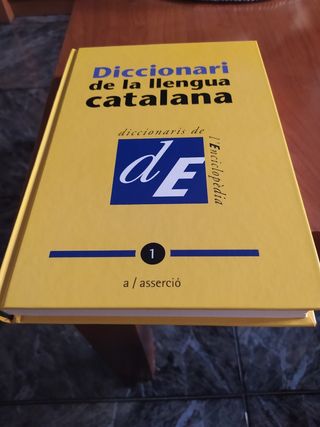 Diccionari
de la llengua
catalana
diccionaris de
l'Enciclopèdia
dE
1
a / asserció